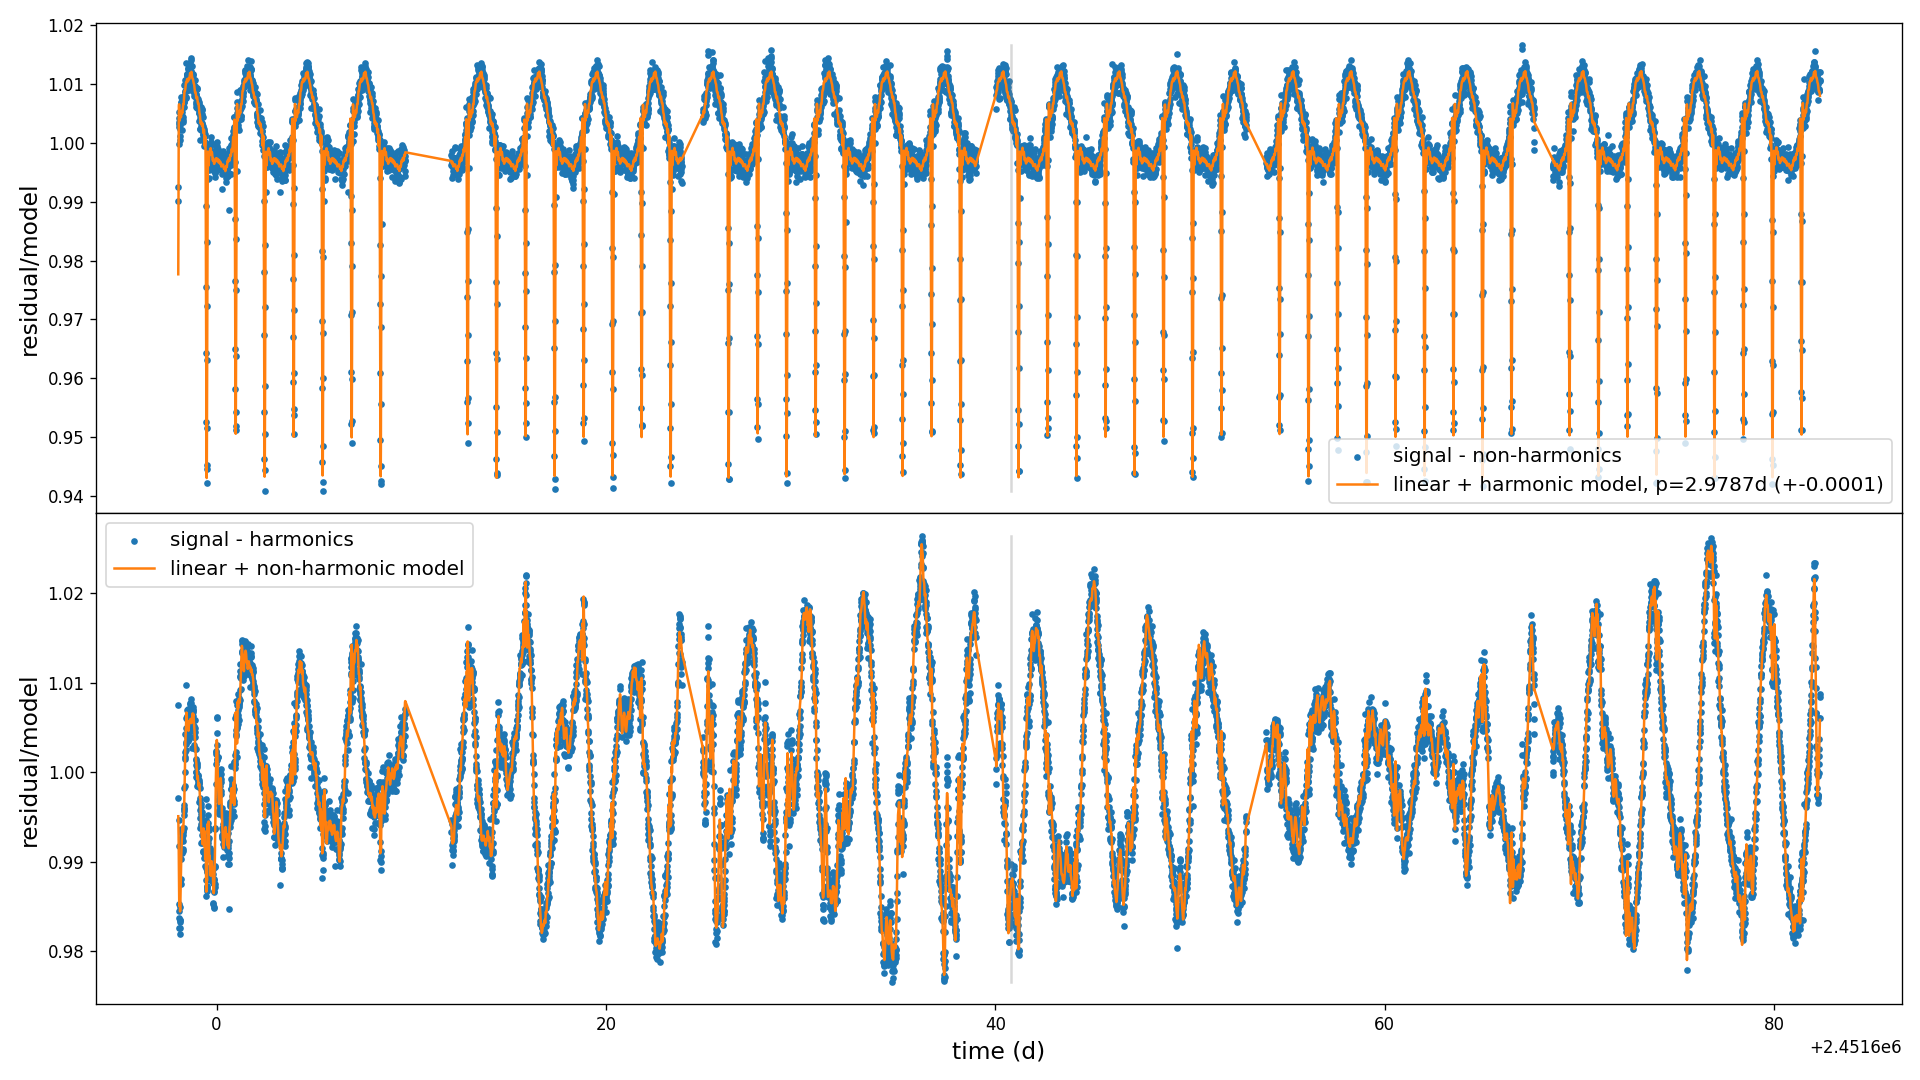 1.02
1.01
1.00
0.99
0.98
0.97
0.96
0.95
0.94
residual/model
signal - non-harmonics
linear + harmonic model, p=2.9787d (+-0.0001)
signal - harmonics
linear + non-harmonic model
1.02
1.01
1.00
0.99
0.98
residual/model
0 20 40 60 80
time (d)
+2.4516e6